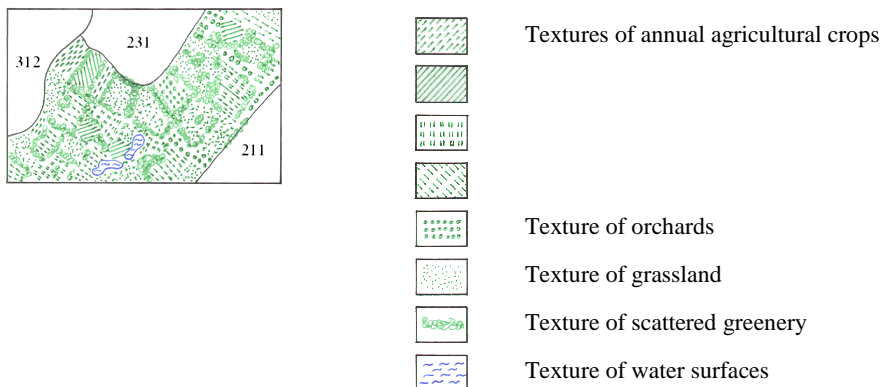 231
312
211
Textures of annual agricultural crops
Texture of orchards
Texture of grassland
Texture of scattered greenery
Texture of water surfaces